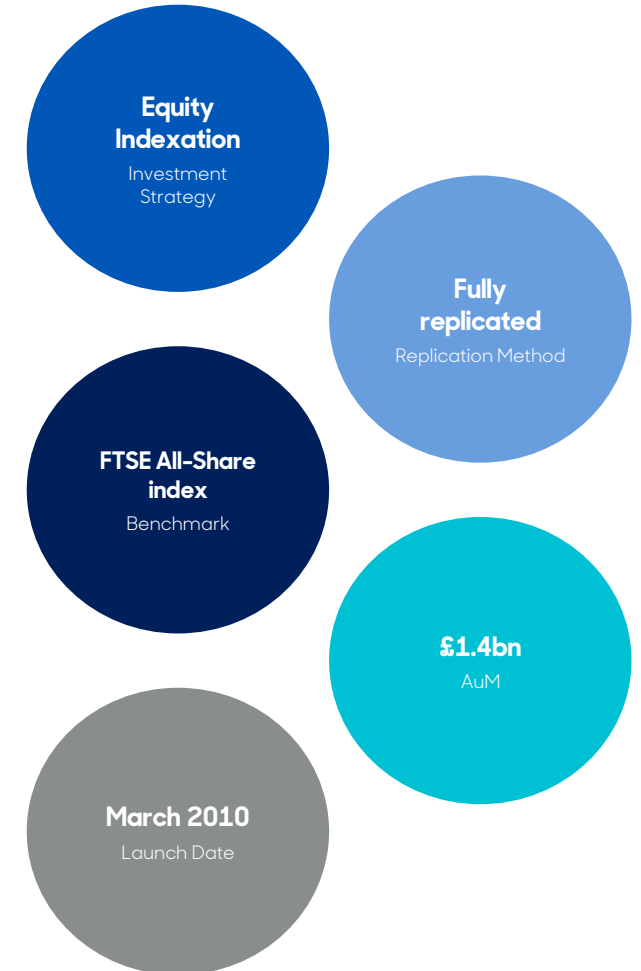 Equity
Indexation
Investment
Strategy
Fully
replicated
Replication Method
FTSE All-Share
index
Benchmark
£1.4bn
AuM
March 2010
Launch Date